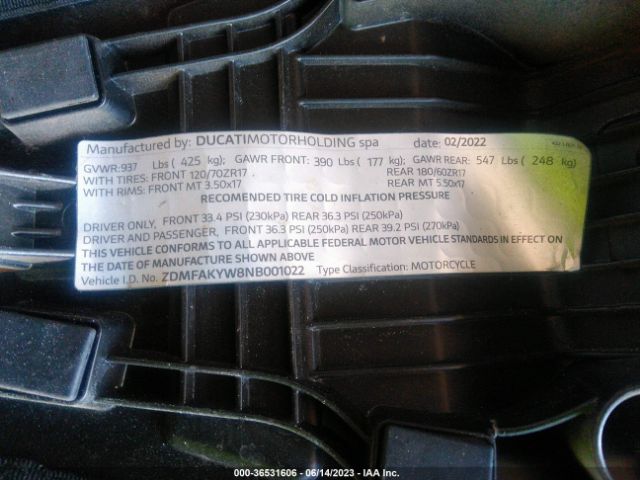 Manufactured by: DUCATIMOTORHOLDING spa date: 02/2022
GVWR:937 Lbs ( 425 kg); GAWR FRONT: 390 Lbs ( 177 kg); GAWR REAR: 547 Lbs ( 248 kg)
WITH TIRES: FRONT 120/70ZR17 REAR 180/60ZR17
WITH RIMS: FRONT MT 3.50x17 REAR MT 5.50x17
RECOMENDED TIRE COLD INFLATION PRESSURE
DRIVER ONLY, FRONT 33.4 PSI (230kPa) REAR 36.3 PSI (250kPa)
DRIVER AND PASSENGER, FRONT 36.3 PSI (250kPa) REAR 39.2 PSI (270kPa)
THIS VEHICLE CONFORMS TO ALL APPLICABLE FEDERAL MOTOR VEHICLE STANDARDS IN EFFECT ON
THE DATE OF MANUFACTURE SHOWN ABOVE
Vehicle I.D. No. ZDMFAKYW8NB001022 Type Classification: MOTORCYCLE
000-36531606 - 06/14/2023 - IAA Inc.